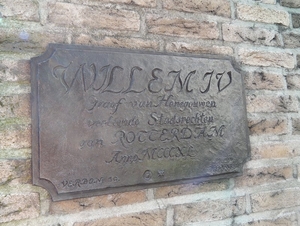 WILLEM IV
graaf van Henegouwen
verleende Stadsrechten
aan ROTTERDAM
Anno MCCCXL